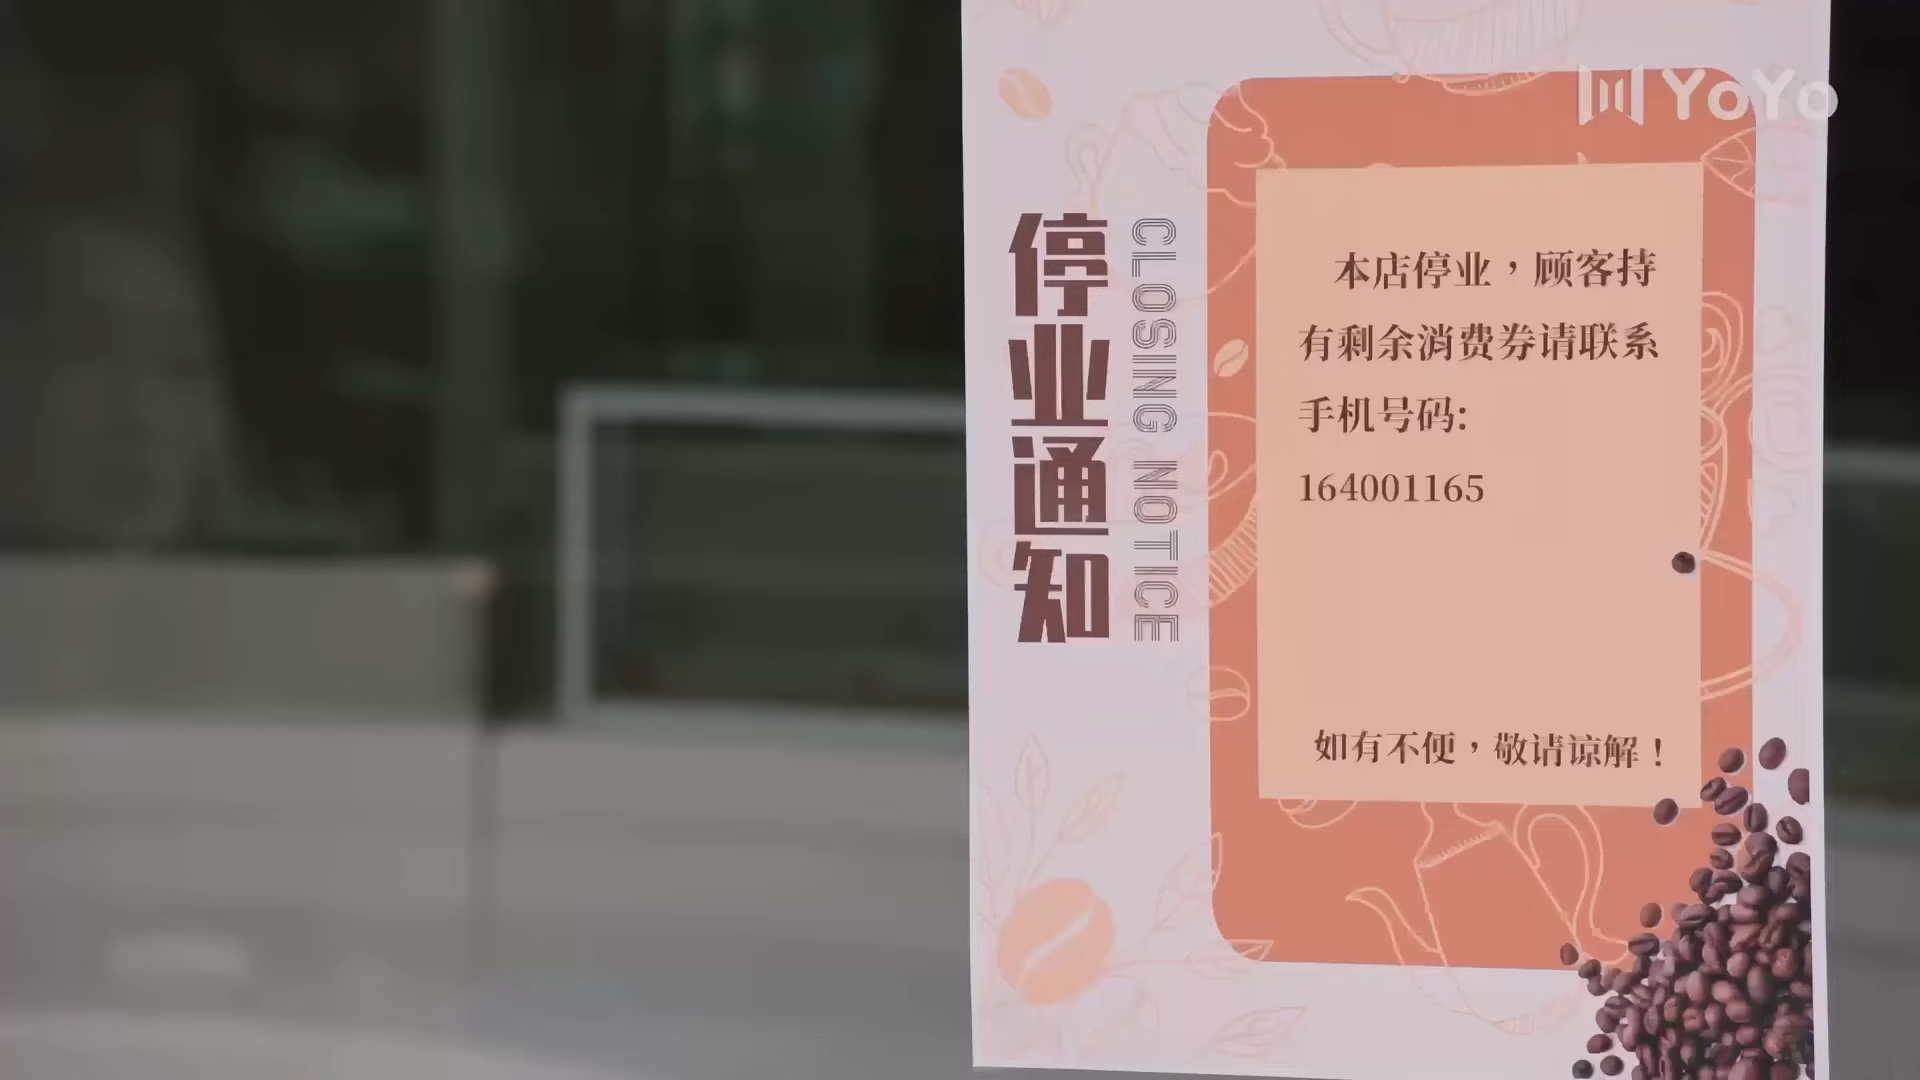 停业通知
CLOSING NOTICE
本店停业，顾客持
有剩余消费券请联系
手机号码:
164001165
如有不便，敬请谅解！
YoYo